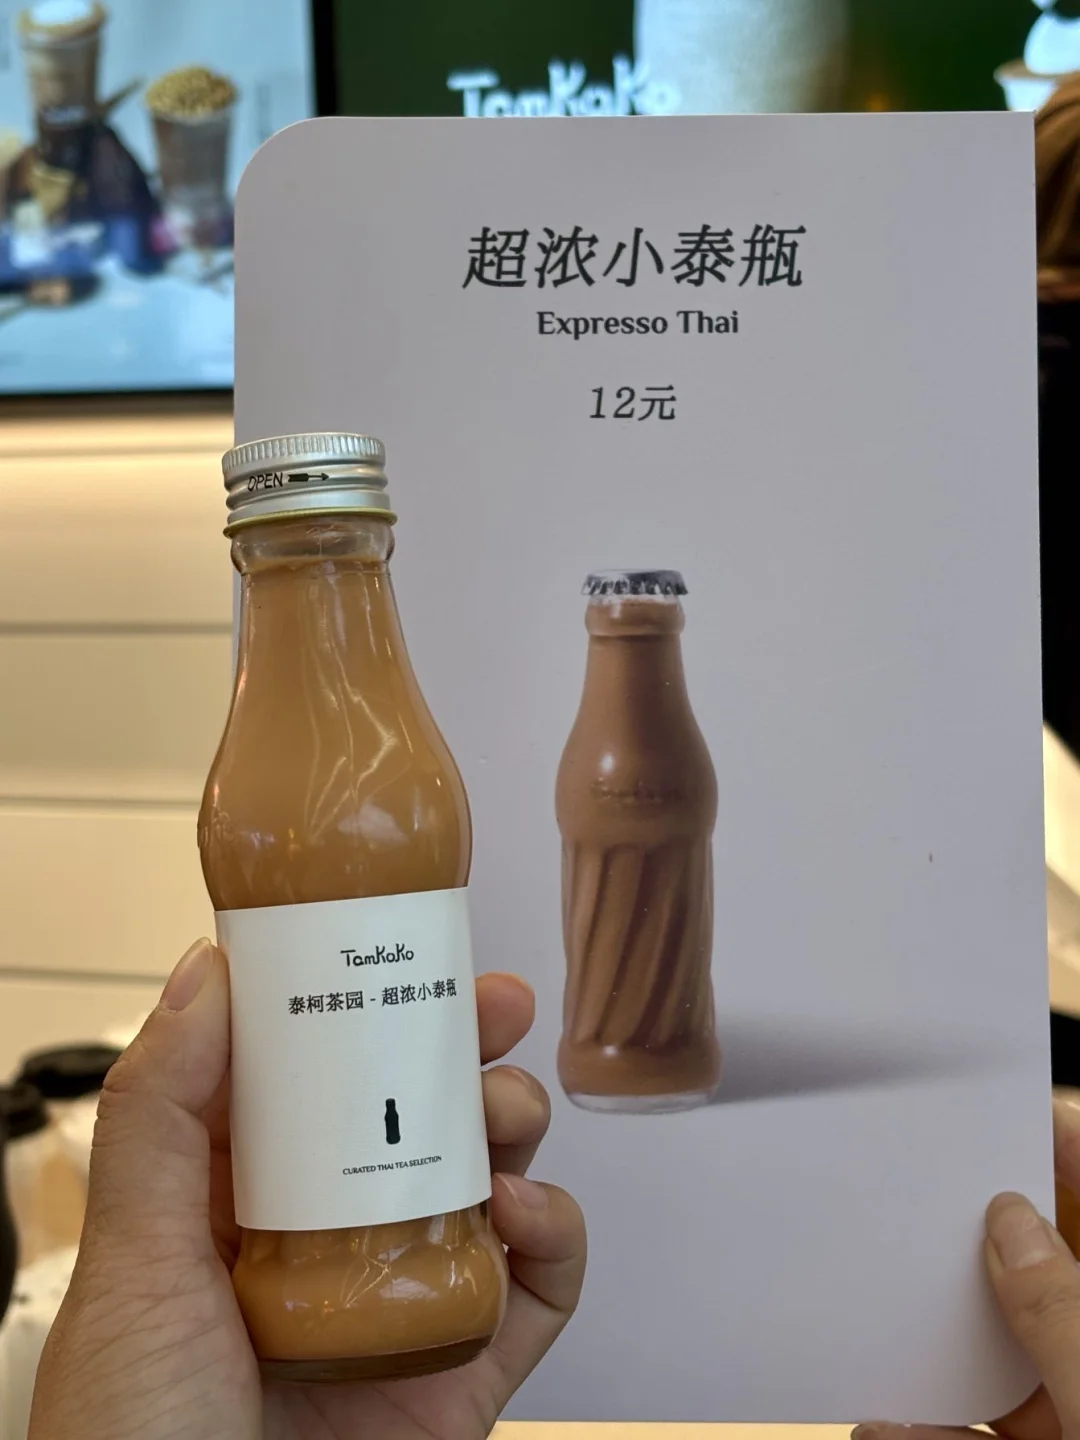 TamKoKo
超浓小泰瓶
Expresso Thai
12元
OPEN
TamKoKo
泰柯茶园 - 超浓小泰瓶
CURATED THAI TEA SELECTION